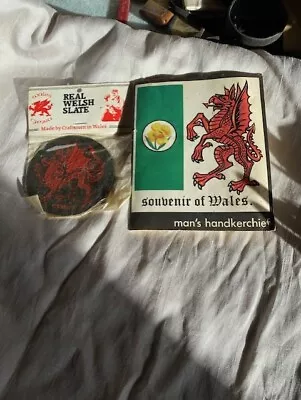 REAL
WELSH
SLATE
Made by Craftsmen in Wales
souvenir of Wales.
man's handkerchief